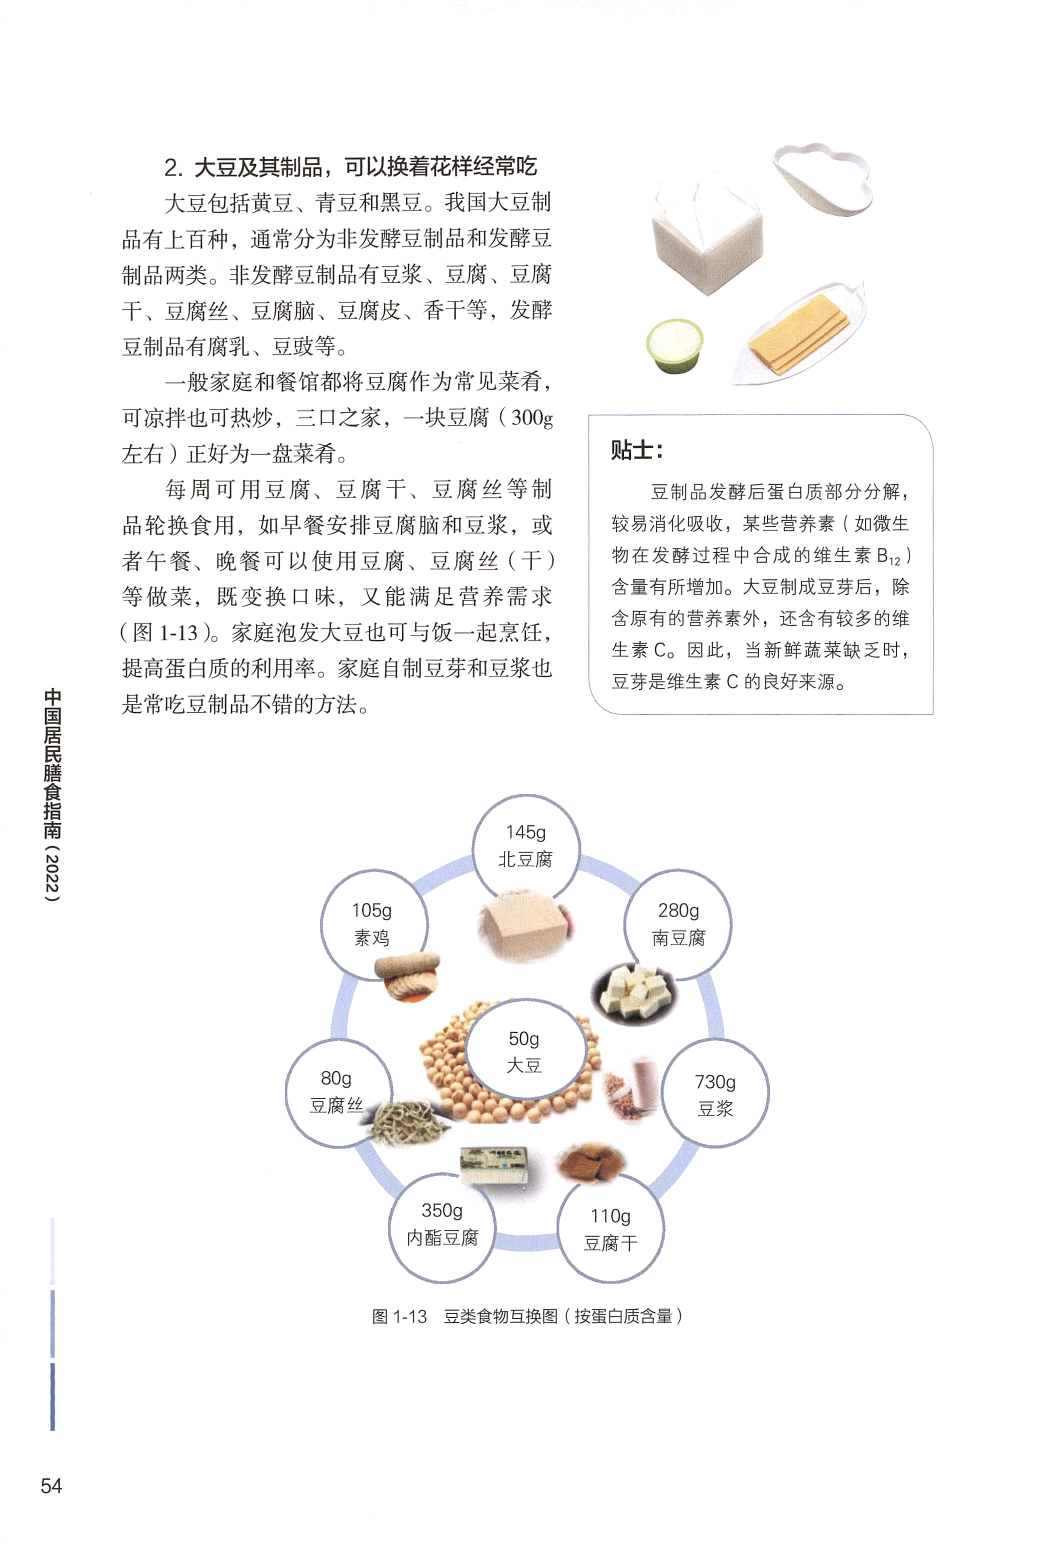 2. 大豆及其制品，可以换着花样经常吃
大豆包括黄豆、青豆和黑豆。我国大豆制
品有上百种，通常分为非发酵豆制品和发酵豆
制品两类。非发酵豆制品有豆浆、豆腐、豆腐
干、豆腐丝、豆腐脑、豆腐皮、香干等，发酵
豆制品有腐乳、豆豉等。
一般家庭和餐馆都将豆腐作为常见菜肴，
可凉拌也可热炒，三口之家，一块豆腐（300g
左右）正好为一盘菜肴。
每周可用豆腐、豆腐干、豆腐丝等制
品轮换食用，如早餐安排豆腐脑和豆浆，或
者午餐、晚餐可以使用豆腐、豆腐丝（干）
等做菜，既变换口味，又能满足营养需求
（图 1-13）。家庭泡发大豆也可与饭一起烹饪，
提高蛋白质的利用率。家庭自制豆芽和豆浆也
是常吃豆制品不错的方法。
贴士：
豆制品发酵后蛋白质部分分解，
较易消化吸收，某些营养素（如微生
物在发酵过程中合成的维生素 B₁₂）
含量有所增加。大豆制成豆芽后，除
含原有的营养素外，还含有较多的维
生素 C。因此，当新鲜蔬菜缺乏时，
豆芽是维生素 C 的良好来源。
中国居民膳食指南（2022）
145g
北豆腐
105g
素鸡
280g
南豆腐
50g
大豆
80g
豆腐丝
730g
豆浆
350g
内酯豆腐
110g
豆腐干
图 1-13 豆类食物互换图（按蛋白质含量）
54